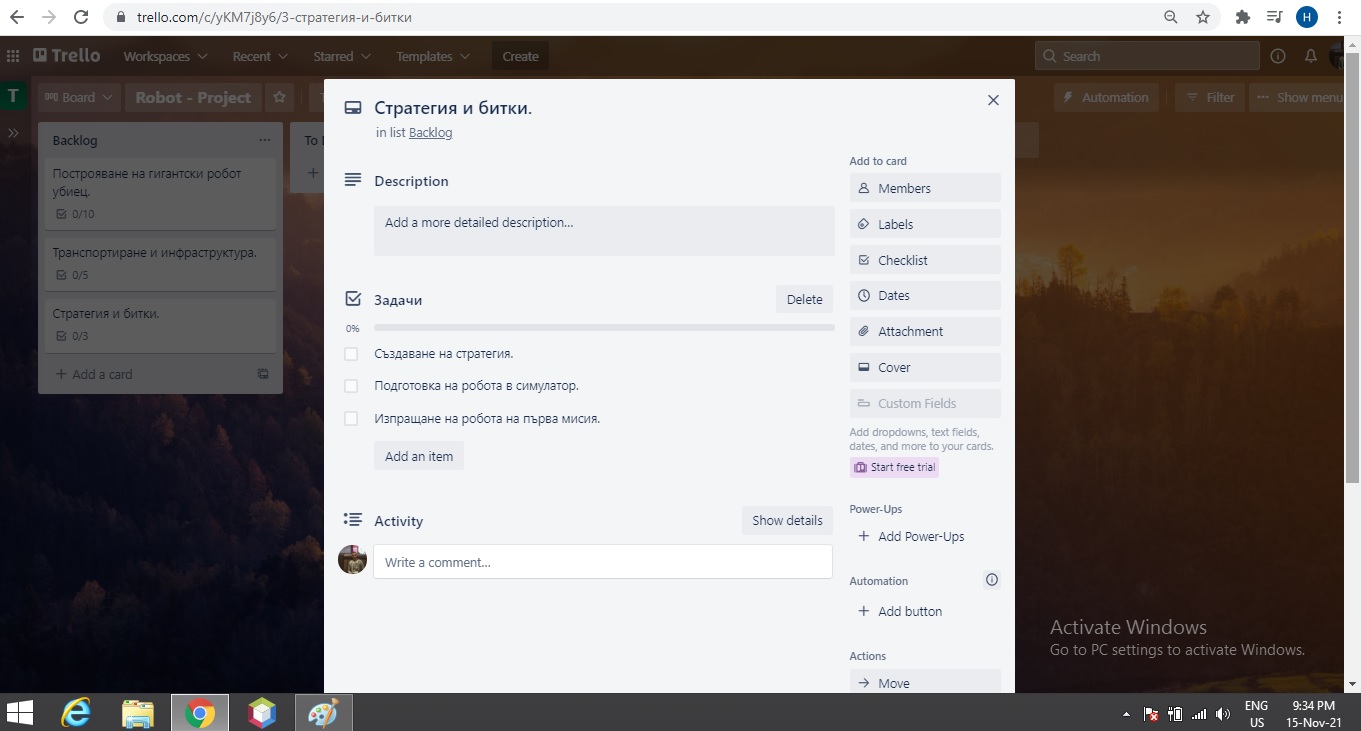 trello.com/c/yKM7j8y6/3-стратегия-и-битки
H
Trello
Workspaces
Recent
Starred
Templates
Create
Search
T
Board
Robot - Project
Automation
Filter
Show menu
Backlog
Построяване на гигантски робот
убиец.
0/10
Транспортиране и инфраструктура.
0/5
Стратегия и битки.
0/3
Add a card
To
Стратегия и битки.
in list Backlog
Description
Add a more detailed description...
Задачи
Delete
0%
Създаване на стратегия.
Подготовка на робота в симулатор.
Изпращане на робота на първа мисия.
Add an item
Activity
Show details
Write a comment...
Add to card
Members
Labels
Checklist
Dates
Attachment
Cover
Custom Fields
Add dropdowns, text fields,
dates, and more to your cards.
Start free trial
Power-Ups
Add Power-Ups
Automation
Add button
Actions
Move
Activate Windows
Go to PC settings to activate Windows.
ENG
US
9:34 PM
15-Nov-21